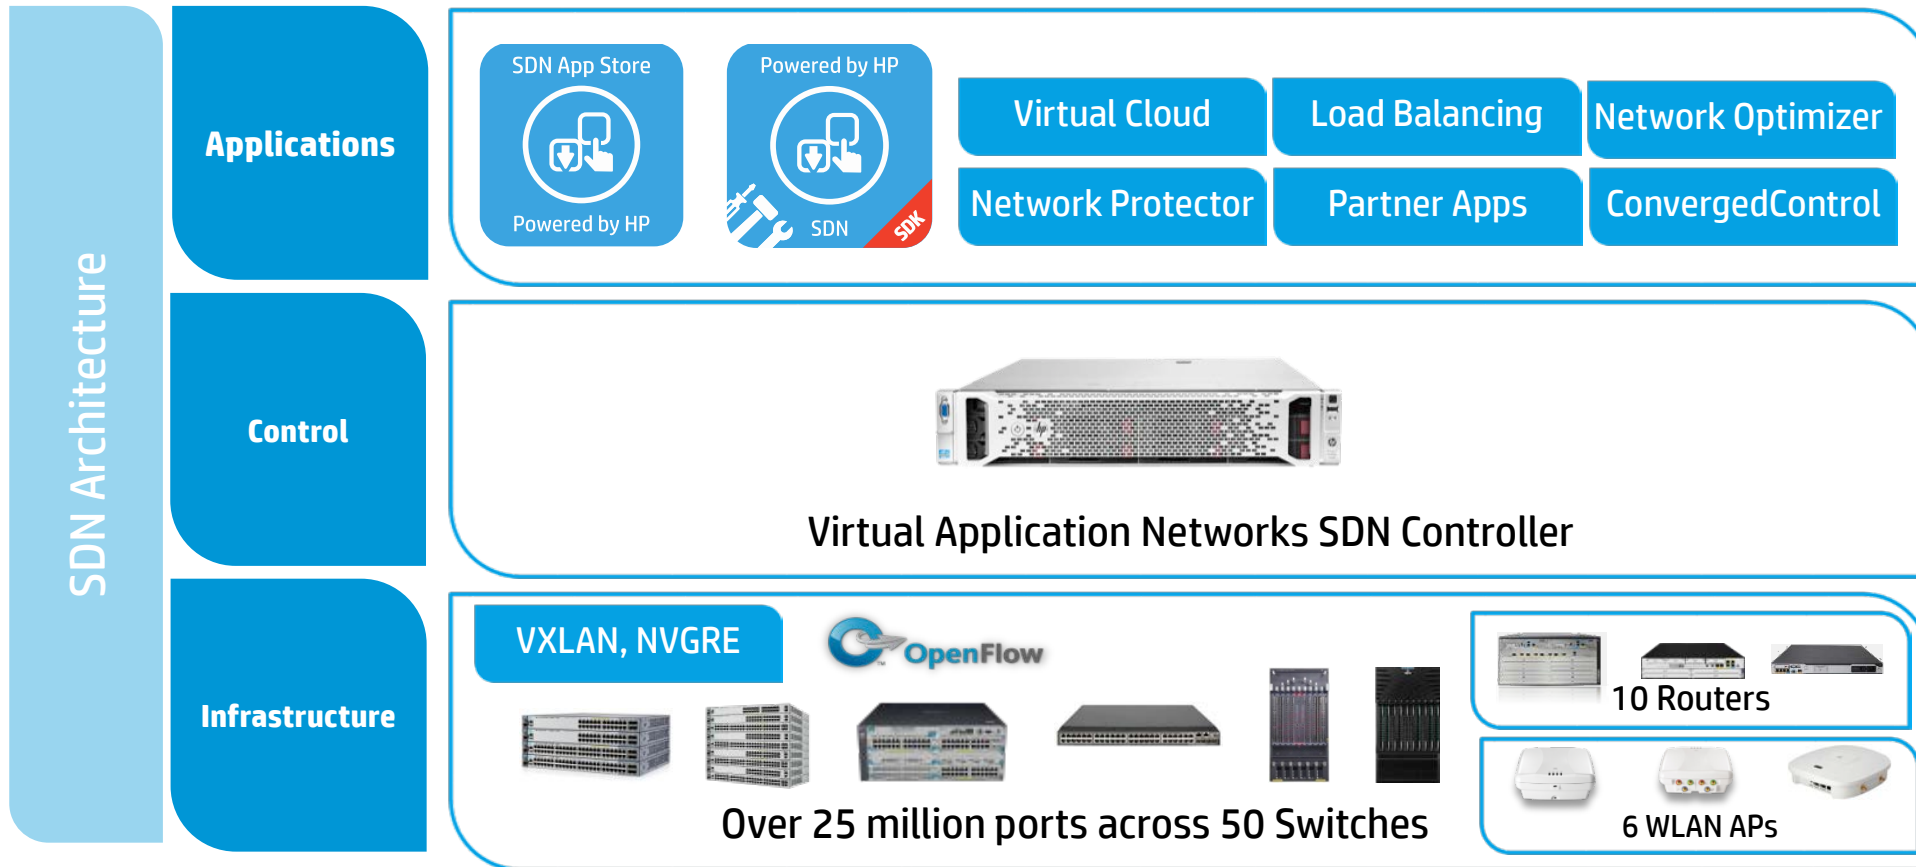 SDN Architecture
Applications
SDN App Store
Powered by HP
Powered by HP
SDN
SDK
Virtual Cloud
Load Balancing
Network Optimizer
Network Protector
Partner Apps
ConvergedControl
Control
hp
Virtual Application Networks SDN Controller
Infrastructure
VXLAN, NVGRE
OpenFlow
TM
10 Routers
Over 25 million ports across 50 Switches
6 WLAN APs